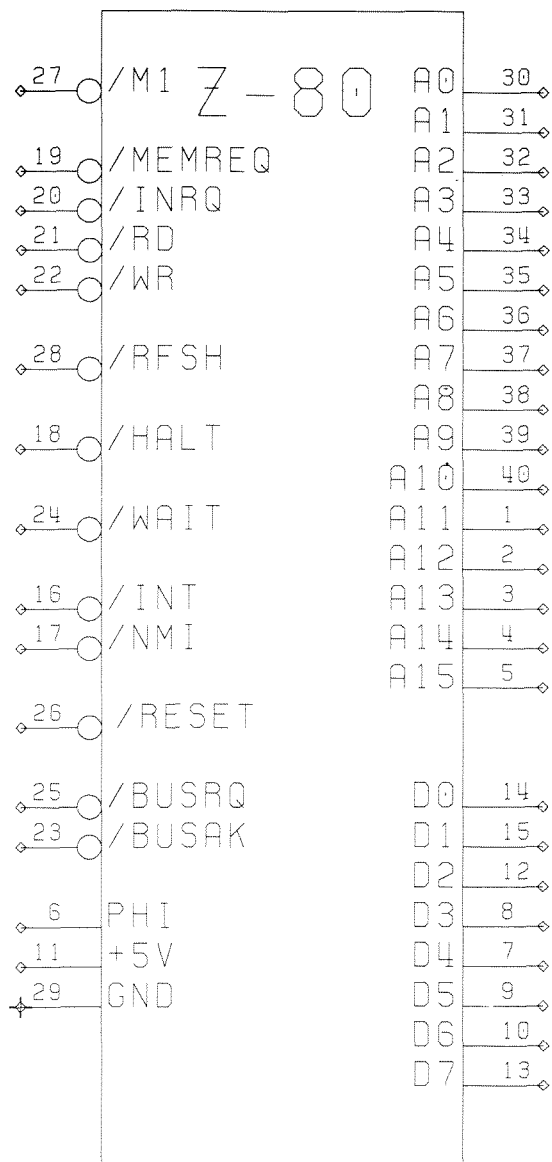 Z-80
27 /M1
19 /MEMREQ
20 /INRQ
21 /RD
22 /WR
28 /RFSH
18 /HALT
24 /WAIT
16 /INT
17 /NMI
26 /RESET
25 /BUSRQ
23 /BUSAK
6 PHI
11 +5V
29 GND
A0 30
A1 31
A2 32
A3 33
A4 34
A5 35
A6 36
A7 37
A8 38
A9 39
A10 40
A11 1
A12 2
A13 3
A14 4
A15 5
D0 14
D1 15
D2 12
D3 8
D4 7
D5 9
D6 10
D7 13